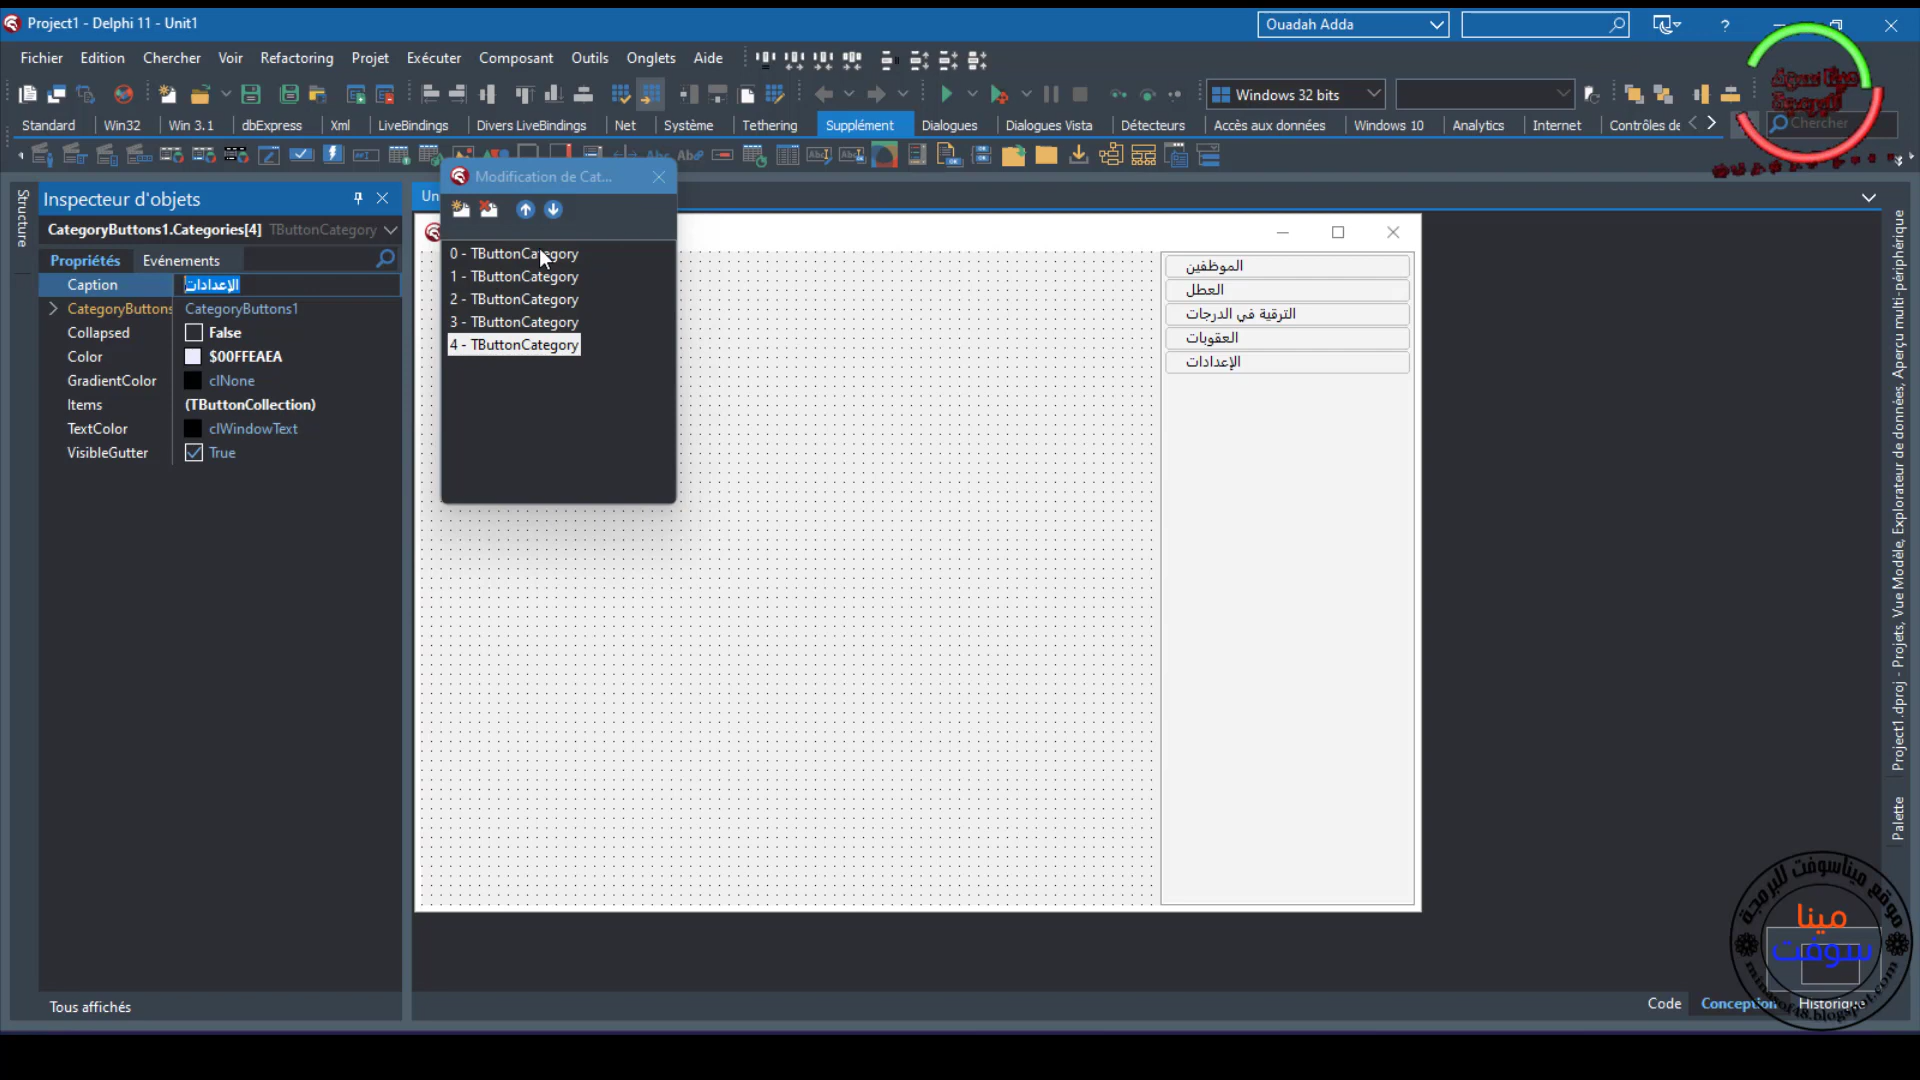 Project1 - Delphi 11 - Unit1
Ouadah Adda
Fichier Edition Chercher Voir Refactoring Projet Exécuter Composant Outils Onglets Aide
Windows 32 bits
Standard Win32 Win 3.1 dbExpress Xml LiveBindings Divers LiveBindings Net Système Tethering Supplément Dialogues Dialogues Vista Détecteurs Accès aux données Windows 10 Analytics Internet Contrôles de
Chercher
Structure
Inspecteur d'objets
CategoryButtons1.Categories[4] TButtonCategory
Propriétés Evénements
Caption الإعدادات
CategoryButtons CategoryButtons1
Collapsed False
Color $00FFEAEA
GradientColor clNone
Items (TButtonCollection)
TextColor clWindowText
VisibleGutter True
Tous affichés
Un
Modification de Cat...
0 - TButtonCategory
1 - TButtonCategory
2 - TButtonCategory
3 - TButtonCategory
4 - TButtonCategory
الموظفين
العطل
الترقية في الدرجات
العقوبات
الإعدادات
Project1.dproj - Projets, Vue Modèle, Explorateur de données, Aperçu multi-périphérique
Palette
Code Conception Historique
موقع ميناسوفت للبرمجة
مينا
سوفت